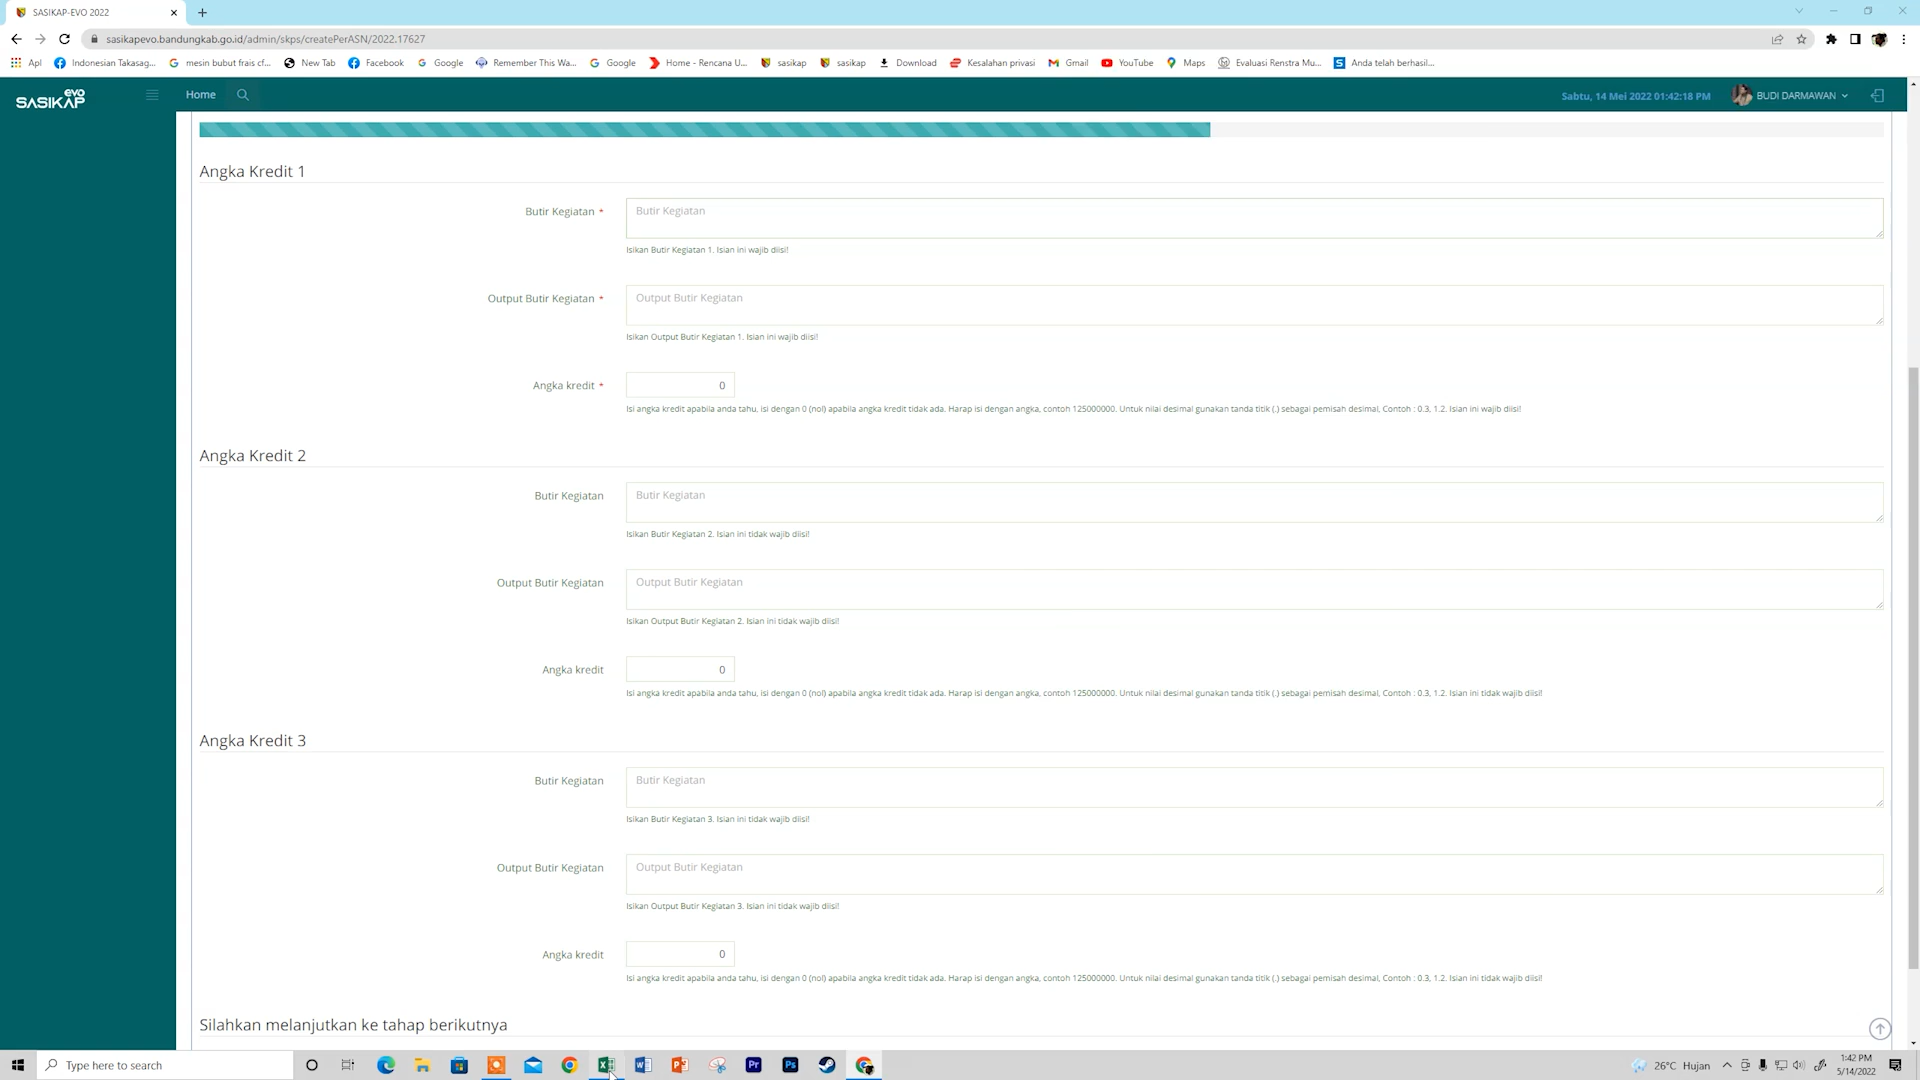 SASIKAP-EVO 2022
sasikapevo.bandungkab.go.id/admin/skps/createPerASN/2022.17627
Apl Indonesian Takasag... mesin bubut frais cf... New Tab Facebook Google Remember This Wa... Google Home - Rencana U... sasikap sasikap Download Kesalahan privasi Gmail YouTube Maps Evaluasi Renstra Mu... Anda telah berhasil...
SASIKAP evo Home Sabtu, 14 Mei 2022 01:42:18 PM BUDI DARMAWAN
Angka Kredit 1
Butir Kegiatan * Butir Kegiatan
Isikan Butir Kegiatan 1. Isian ini wajib diisi!
Output Butir Kegiatan * Output Butir Kegiatan
Isikan Output Butir Kegiatan 1. Isian ini wajib diisi!
Angka kredit * 0
Isi angka kredit apabila anda tahu, isi dengan 0 (nol) apabila angka kredit tidak ada. Harap isi dengan angka, contoh 125000000. Untuk nilai desimal gunakan tanda titik (.) sebagai pemisah desimal, Contoh : 0.3, 1.2. Isian ini wajib diisi!
Angka Kredit 2
Butir Kegiatan Butir Kegiatan
Isikan Butir Kegiatan 2. Isian ini tidak wajib diisi!
Output Butir Kegiatan Output Butir Kegiatan
Isikan Output Butir Kegiatan 2. Isian ini tidak wajib diisi!
Angka kredit 0
Isi angka kredit apabila anda tahu, isi dengan 0 (nol) apabila angka kredit tidak ada. Harap isi dengan angka, contoh 125000000. Untuk nilai desimal gunakan tanda titik (.) sebagai pemisah desimal, Contoh : 0.3, 1.2. Isian ini tidak wajib diisi!
Angka Kredit 3
Butir Kegiatan Butir Kegiatan
Isikan Butir Kegiatan 3. Isian ini tidak wajib diisi!
Output Butir Kegiatan Output Butir Kegiatan
Isikan Output Butir Kegiatan 3. Isian ini tidak wajib diisi!
Angka kredit 0
Isi angka kredit apabila anda tahu, isi dengan 0 (nol) apabila angka kredit tidak ada. Harap isi dengan angka, contoh 125000000. Untuk nilai desimal gunakan tanda titik (.) sebagai pemisah desimal, Contoh : 0.3, 1.2. Isian ini tidak wajib diisi!
Silahkan melanjutkan ke tahap berikutnya
Type here to search Pr Ps 26°C Hujan 1:42 PM
5/14/2022